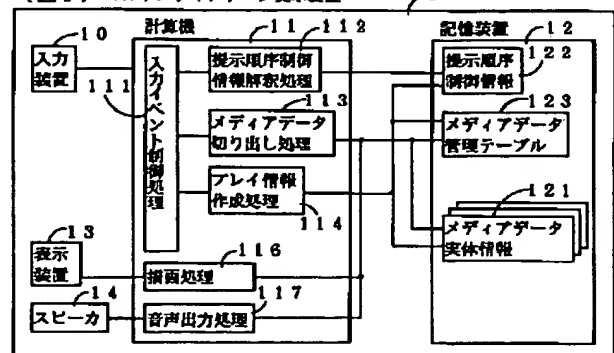 計算機
記憶装置
10
11
112
12
入力
装置
111
入力イベント制御処理
提示順序制御
情報解釈処理
提示順序
制御情報
122
113
123
メディアデータ
切り出し処理
メディアデータ
管理テーブル
プレイ情報
作成処理
114
121
メディアデータ
実体情報
13
表示
装置
116
描画処理
14
スピーカ
117
音声出力処理